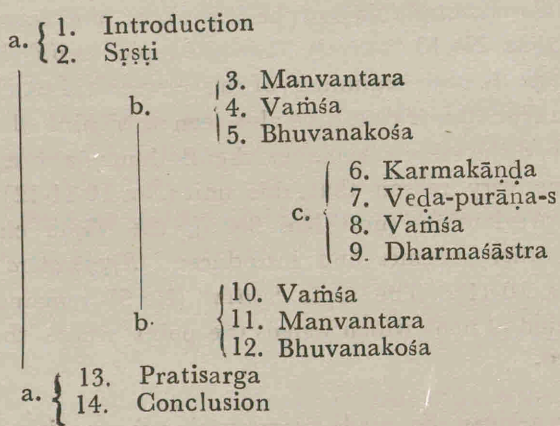 a. { 1. Introduction
2. Sṛṣṭi
3. Manvantara
b. 4. Vaṁśa
5. Bhuvanakośa
6. Karmakāṇḍa
7. Veda-purāṇa-s
c. 8. Vaṁśa
9. Dharmaśāstra
10. Vaṁśa
b. 11. Manvantara
12. Bhuvanakośa
a. { 13. Pratisarga
14. Conclusion